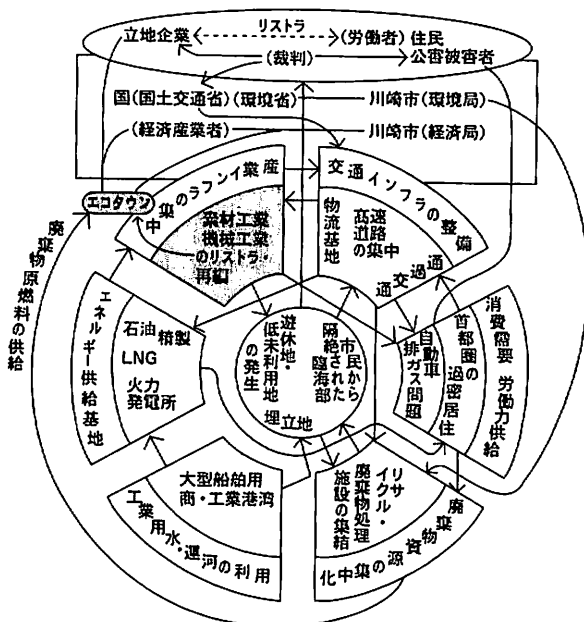 リストラ
立地企業
(労働者)住民
(裁判)
公害被害者
国(国土交通省)(環境省)
川崎市(環境局)
(経済産業者)
川崎市(経済局)
産業インフラの集中
交通インフラの整備
エコタウン
素材工業
機械工業
のリストラ・
再編
物流基地
高速
道路
の集中
通過交通
廃棄物原燃料の供給
エネルギー供給基地
石油精製
LNG
火力
発電所
遊休地・
低未利用地
の発生
市民から
隔絶された
臨海部
埋立地
自動車
排ガス問題
首都圏の
過密居住
消費需要 労働力供給
大型船舶用
商・工業港湾
工業用水・運河の利用
リサ
イクル・
廃棄物処理
施設の集結
廃棄物資源の集中化